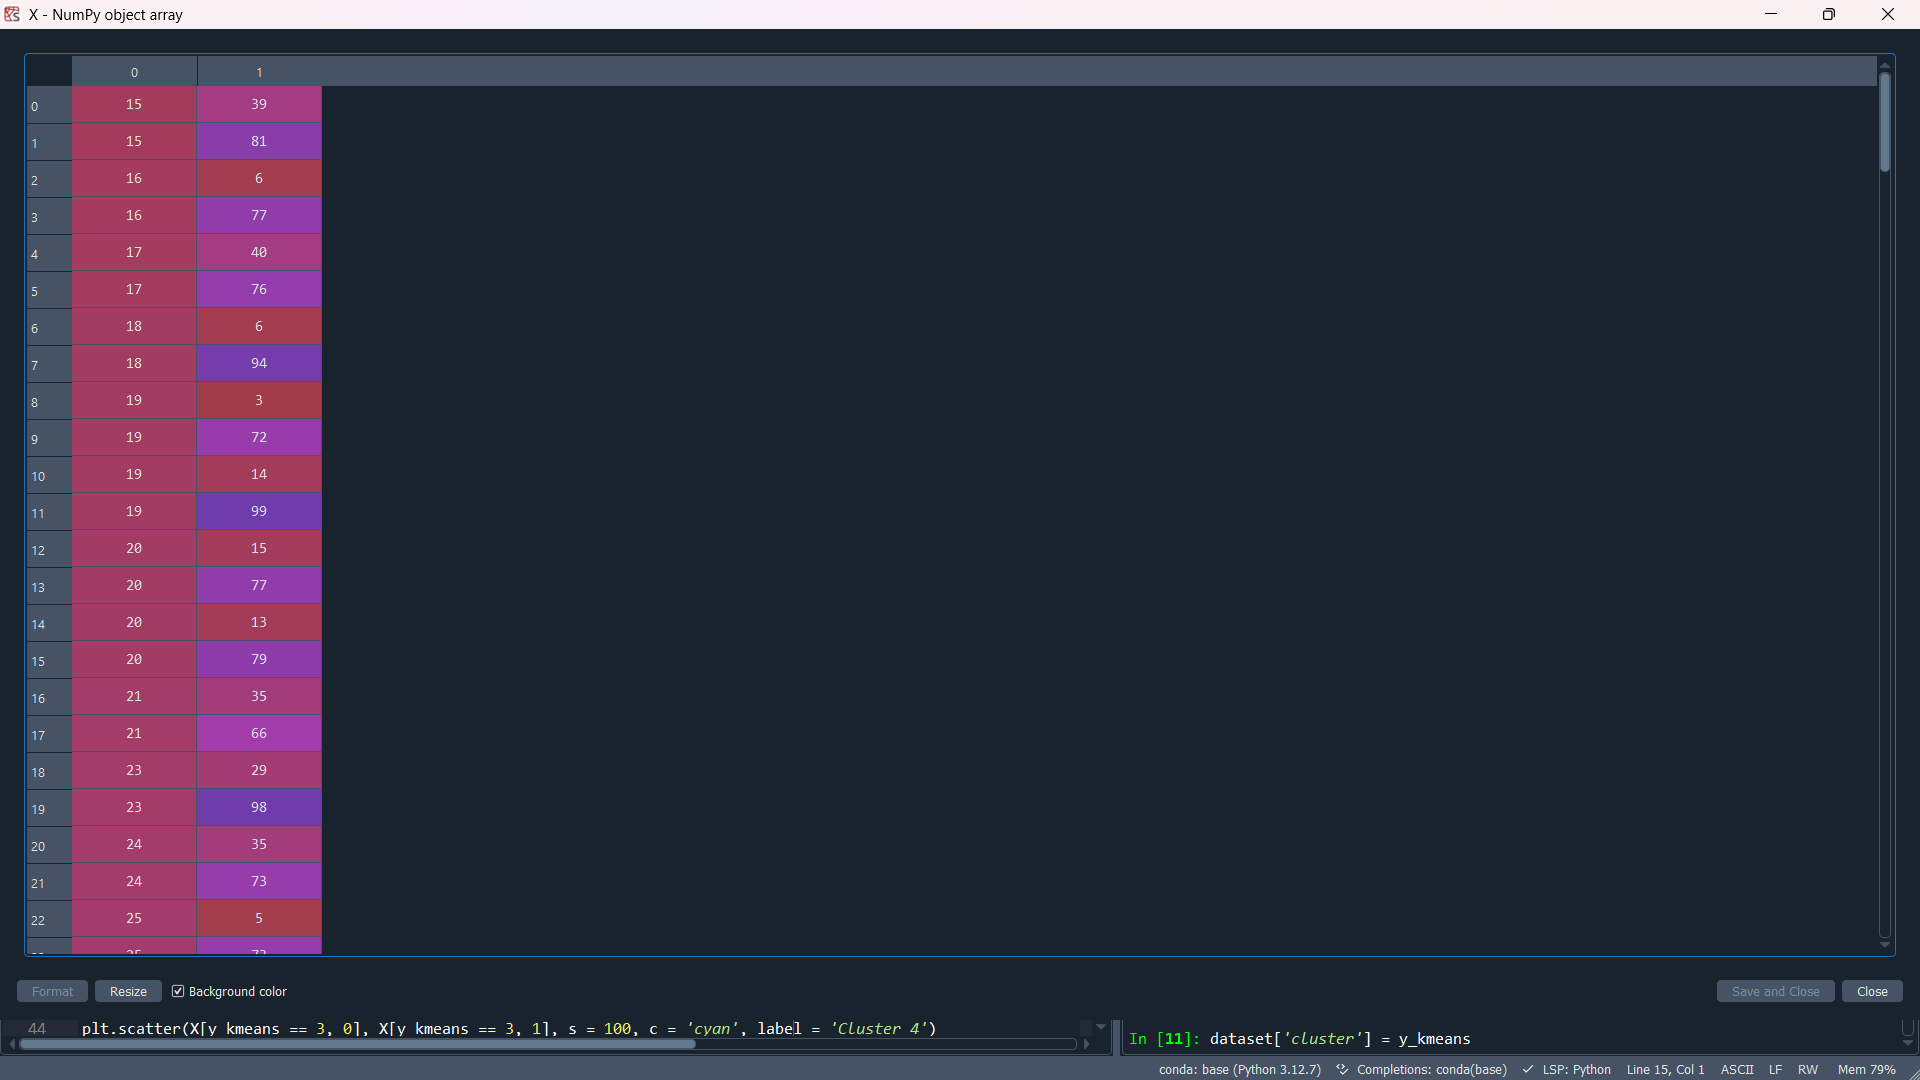 X - NumPy object array
0 1
0 15 39
1 15 81
2 16 6
3 16 77
4 17 40
5 17 76
6 18 6
7 18 94
8 19 3
9 19 72
10 19 14
11 19 99
12 20 15
13 20 77
14 20 13
15 20 79
16 21 35
17 21 66
18 23 29
19 23 98
20 24 35
21 24 73
22 25 5
Format Resize Background color Save and Close Close
44 plt.scatter(X[y_kmeans == 3, 0], X[y_kmeans == 3, 1], s = 100, c = 'cyan', label = 'Cluster 4')
In [11]: dataset['cluster'] = y_kmeans
conda: base (Python 3.12.7) Completions: conda(base) LSP: Python Line 15, Col 1 ASCII LF RW Mem 79%